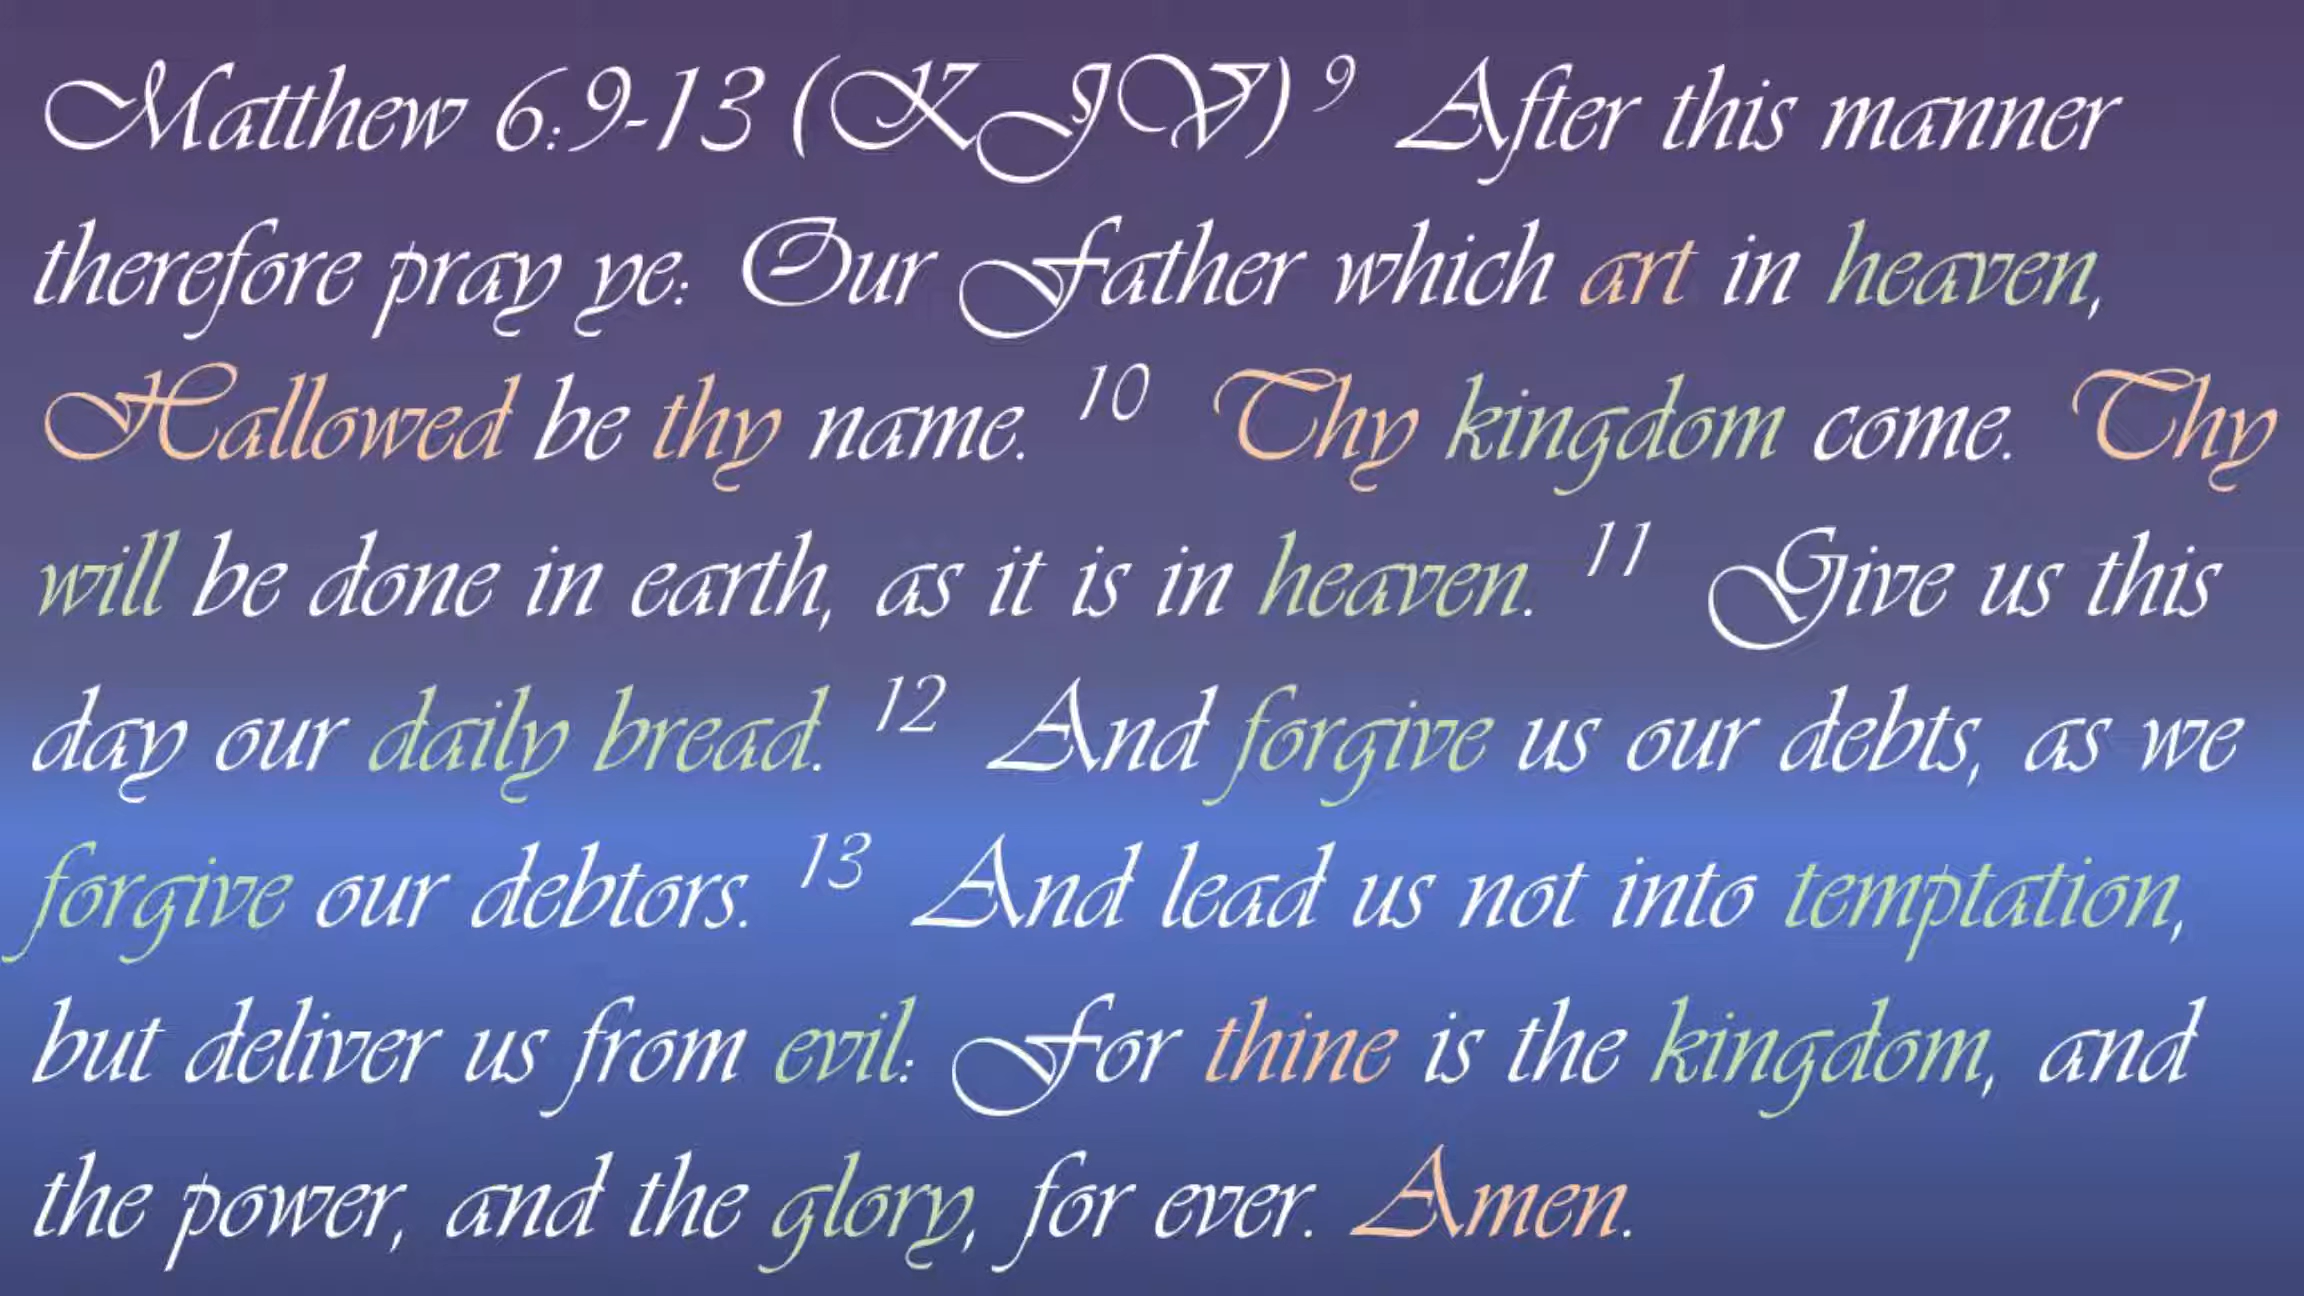 Matthew 6:9-13 (KJV) 9 After this manner
therefore pray ye: Our Father which art in heaven,
Hallowed be thy name. 10 Thy kingdom come. Thy
will be done in earth, as it is in heaven. 11 Give us this
day our daily bread. 12 And forgive us our debts, as we
forgive our debtors. 13 And lead us not into temptation,
but deliver us from evil: For thine is the kingdom, and
the power, and the glory, for ever. Amen.